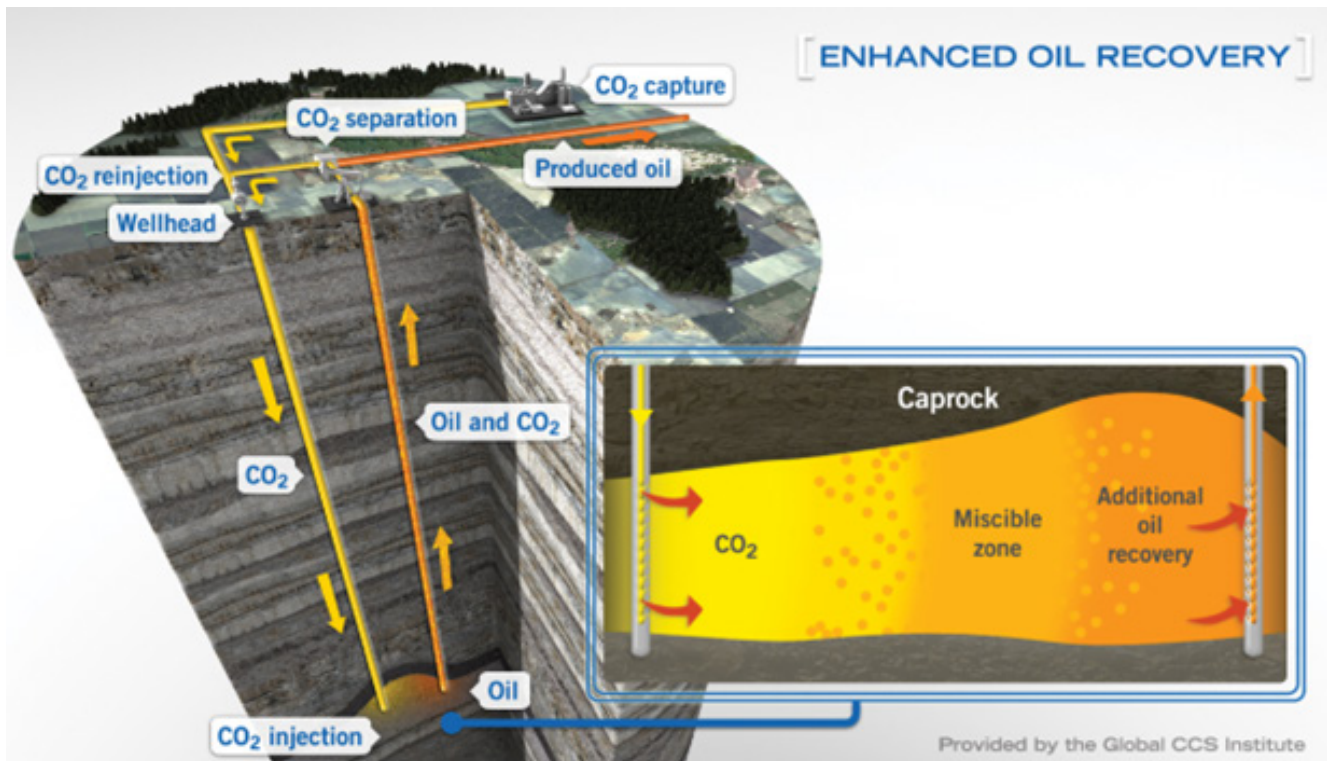 [ENHANCED OIL RECOVERY]
CO₂ capture
CO₂ separation
Produced oil
CO₂ reinjection
Wellhead
Oil and CO₂
CO₂
Oil
CO₂ injection
Caprock
CO₂
Miscible
zone
Additional
oil
recovery
Provided by the Global CCS Institute